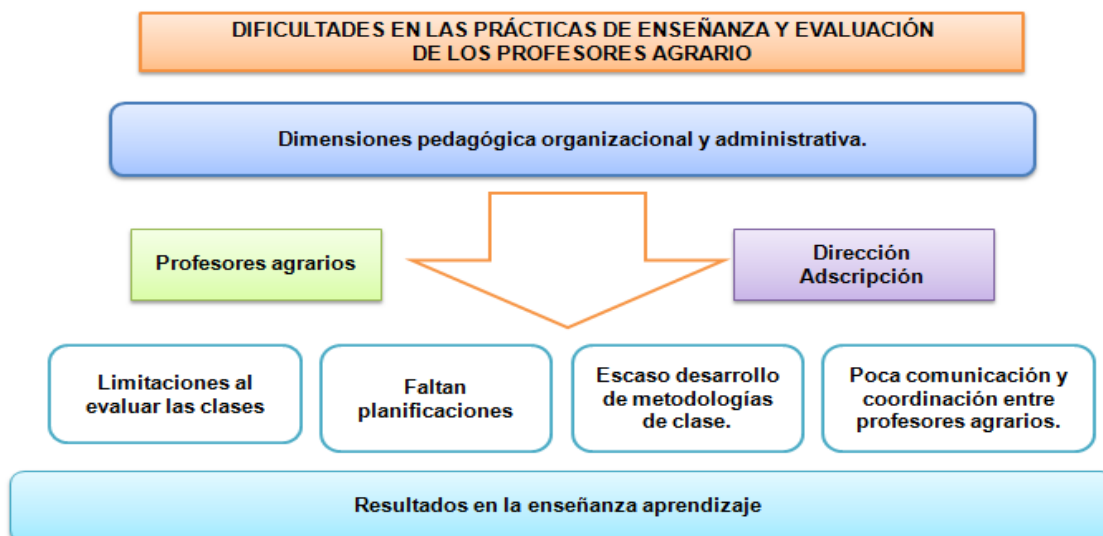 DIFICULTADES EN LAS PRÁCTICAS DE ENSEÑANZA Y EVALUACIÓN
DE LOS PROFESORES AGRARIO
Dimensiones pedagógica organizacional y administrativa.
Profesores agrarios
Dirección
Adscripción
Limitaciones al
evaluar las clases
Faltan
planificaciones
Escaso desarrollo
de metodologías
de clase.
Poca comunicación y
coordinación entre
profesores agrarios.
Resultados en la enseñanza aprendizaje